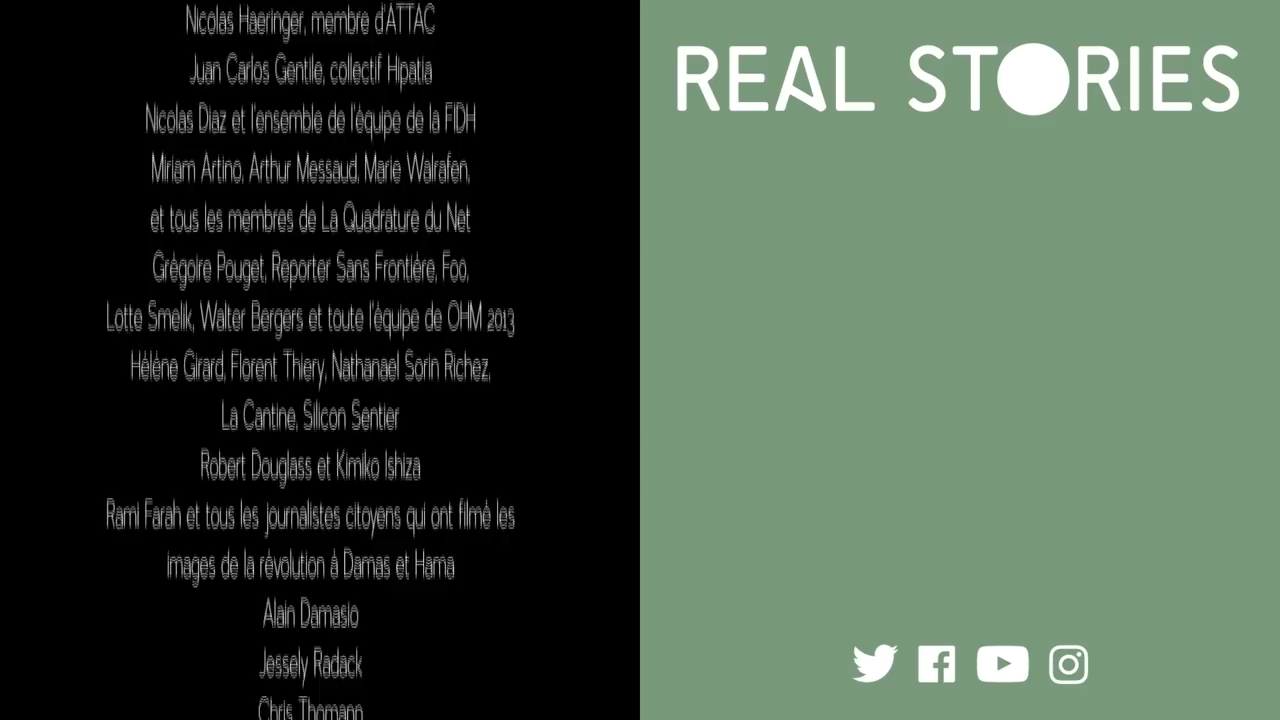 Nicolas Haeringer, membre d'ATTAC
Juan Carlos Gentile, collectif Hipatia
Nicolas Diaz et l'ensemble de l'équipe de la FIDH
Miriam Artino, Arthur Messaud, Marie Walrafen,
et tous les membres de La Quadrature du Net
Grégoire Pouget, Reporter Sans Frontière, Foo,
Lotte Smelik, Walter Bergers et toute l'équipe de OHM 2013
Hélène Girard, Florent Thiery, Nathanael Sorin Richez,
La Cantine, Silicon Sentier
Robert Douglass et Kimiko Ishiza
Rami Farah et tous les journalistes citoyens qui ont filmé les
images de la révolution à Damas et Hama
Alain Damasio
Jessely Radack
Chris Thomann
REAL STORIES